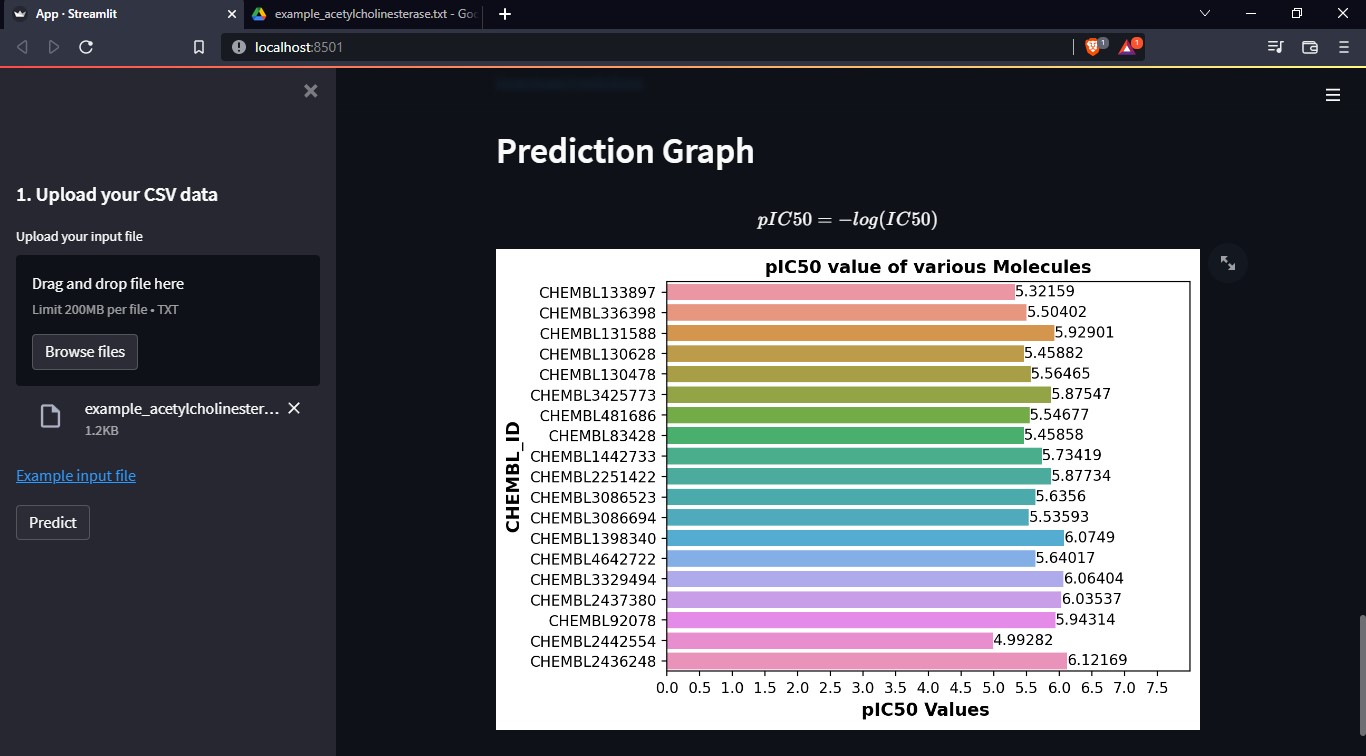 App · Streamlit
example_acetylcholinesterase.txt - Goo
localhost:8501
1
1
1. Upload your CSV data
Upload your input file
Drag and drop file here
Limit 200MB per file • TXT
Browse files
example_acetylcholinester...
1.2KB
Example input file
Predict
Prediction Graph
pIC50 = −log(IC50)
pIC50 value of various Molecules
CHEMBL_ID
CHEMBL133897 5.32159
CHEMBL336398 5.50402
CHEMBL131588 5.92901
CHEMBL130628 5.45882
CHEMBL130478 5.56465
CHEMBL3425773 5.87547
CHEMBL481686 5.54677
CHEMBL83428 5.45858
CHEMBL1442733 5.73419
CHEMBL2251422 5.87734
CHEMBL3086523 5.6356
CHEMBL3086694 5.53593
CHEMBL1398340 6.0749
CHEMBL4642722 5.64017
CHEMBL3329494 6.06404
CHEMBL2437380 6.03537
CHEMBL92078 5.94314
CHEMBL2442554 4.99282
CHEMBL2436248 6.12169
0.0 0.5 1.0 1.5 2.0 2.5 3.0 3.5 4.0 4.5 5.0 5.5 6.0 6.5 7.0 7.5
pIC50 Values